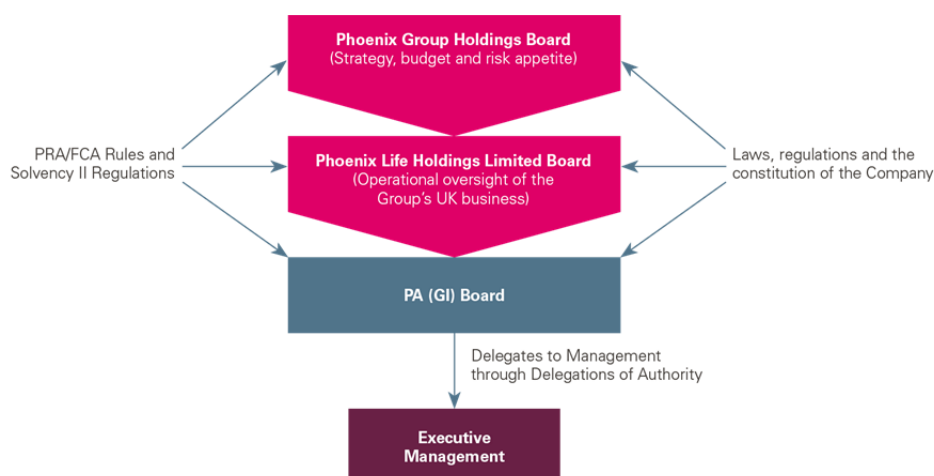 Phoenix Group Holdings Board
(Strategy, budget and risk appetite)
PRA/FCA Rules and
Solvency II Regulations
Phoenix Life Holdings Limited Board
(Operational oversight of the
Group's UK business)
Laws, regulations and the
constitution of the Company
PA (GI) Board
Delegates to Management
through Delegations of Authority
Executive
Management